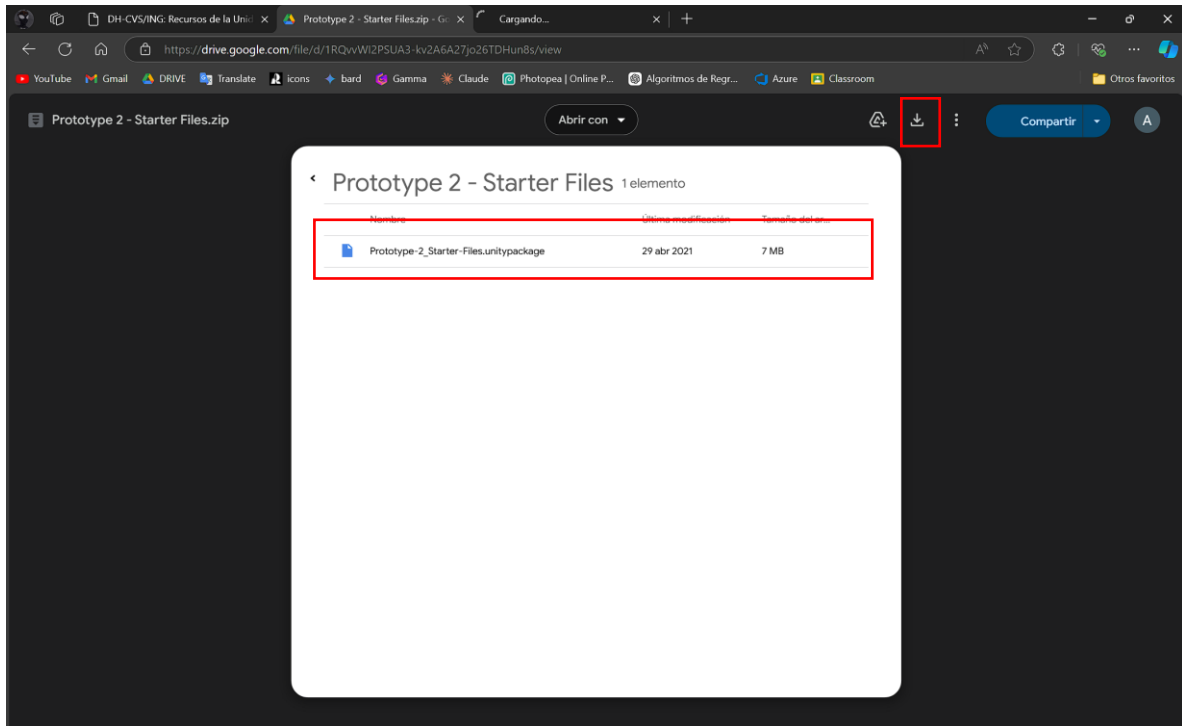 DH-CVS/ING: Recursos de la Unid
Prototype 2 - Starter Files.zip - Go
Cargando...
https://drive.google.com/file/d/1RQvvWI2PSUA3-kv2A6A27jo26TDHun8s/view
YouTube
Gmail
DRIVE
Translate
icons
bard
Gamma
Claude
Photopea | Online P...
Algoritmos de Regr...
Azure
Classroom
Otros favoritos
Prototype 2 - Starter Files.zip
Abrir con
Compartir
A
Prototype 2 - Starter Files 1 elemento
Nombre
Última modificación
Tamaño del ar...
Prototype-2_Starter-Files.unitypackage
29 abr 2021
7 MB